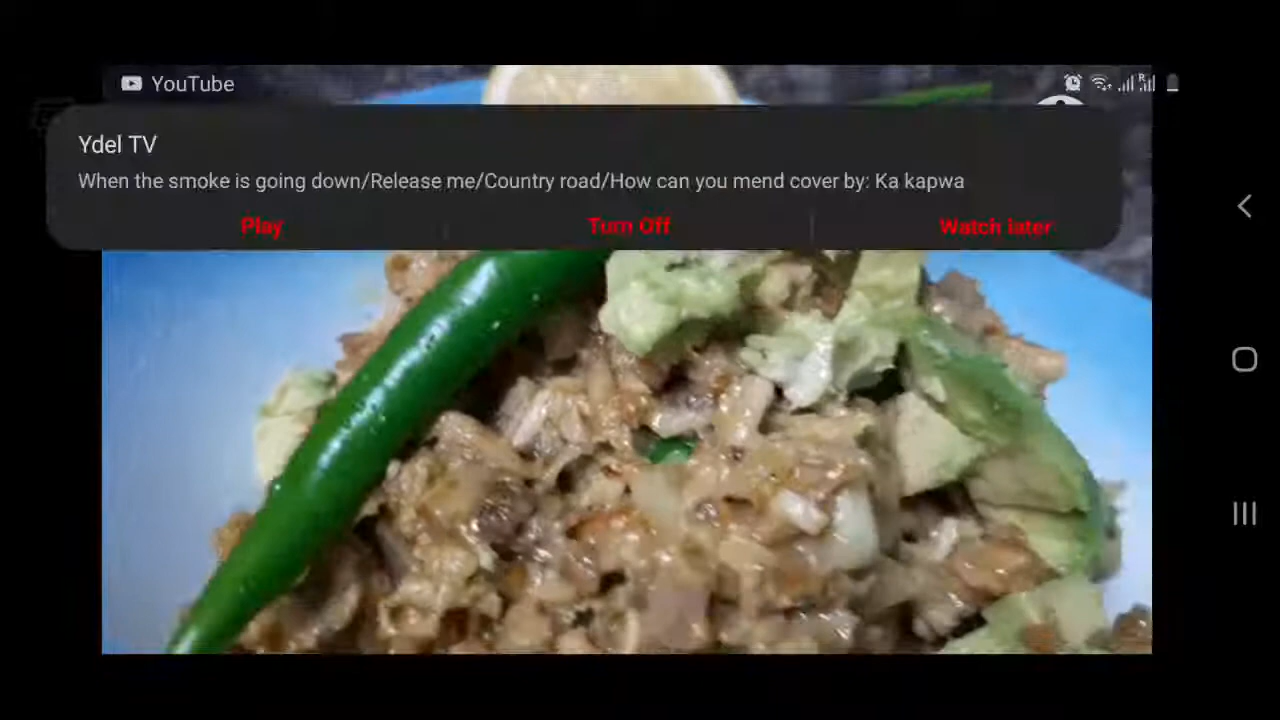 YouTube
Ydel TV
When the smoke is going down/Release me/Country road/How can you mend cover by: Ka kapwa
Play
Turn Off
Watch later